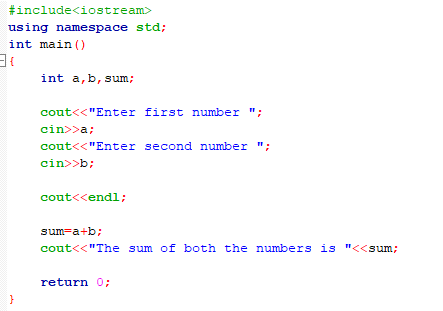 #include<iostream>
using namespace std;
int main()
{
int a,b,sum;
cout<<"Enter first number ";
cin>>a;
cout<<"Enter second number ";
cin>>b;
cout<<endl;
sum=a+b;
cout<<"The sum of both the numbers is "<<sum;
return 0;
}